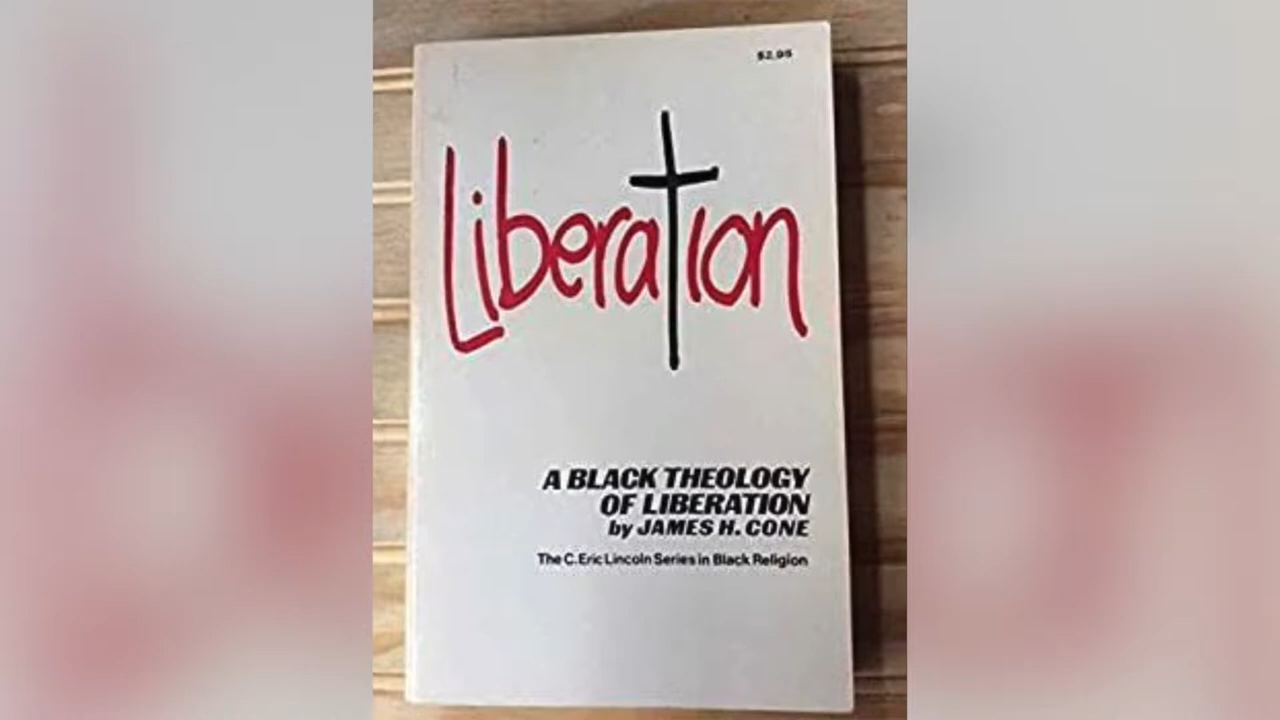 $2.95
Liberation
A BLACK THEOLOGY
OF LIBERATION
by JAMES H. CONE
The C. Eric Lincoln Series in Black Religion